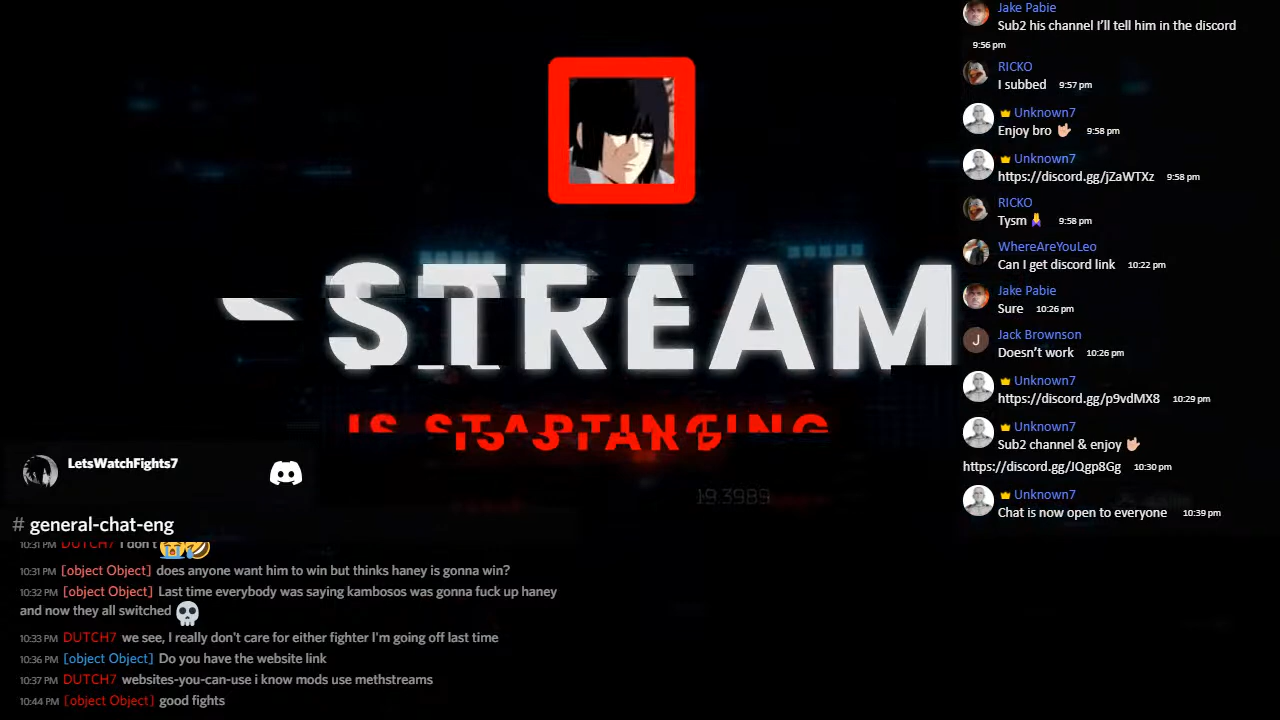 STREAM
IS STARTING
19.3989
LetsWatchFights7
# general-chat-eng
10:31 PM DUTCH7 I don't 😭🤣
10:31 PM [object Object] does anyone want him to win but thinks haney is gonna win?
10:32 PM [object Object] Last time everybody was saying kambosos was gonna fuck up haney
and now they all switched 💀
10:33 PM DUTCH7 we see, I really don't care for either fighter I'm going off last time
10:36 PM [object Object] Do you have the website link
10:37 PM DUTCH7 websites-you-can-use i know mods use methstreams
10:44 PM [object Object] good fights
Jake Pabie
Sub2 his channel I’ll tell him in the discord
9:56 pm
RICKO
I subbed 9:57 pm
Unknown7
Enjoy bro 🤟🏼 9:58 pm
Unknown7
https://discord.gg/jZaWTXz 9:58 pm
RICKO
Tysm 9:58 pm
WhereAreYouLeo
Can I get discord link 10:22 pm
Jake Pabie
Sure 10:26 pm
J
Jack Brownson
Doesn’t work 10:26 pm
Unknown7
https://discord.gg/p9vdMX8 10:29 pm
Unknown7
Sub2 channel & enjoy 🤟🏼
https://discord.gg/JQgp8Gg 10:30 pm
Unknown7
Chat is now open to everyone 10:39 pm